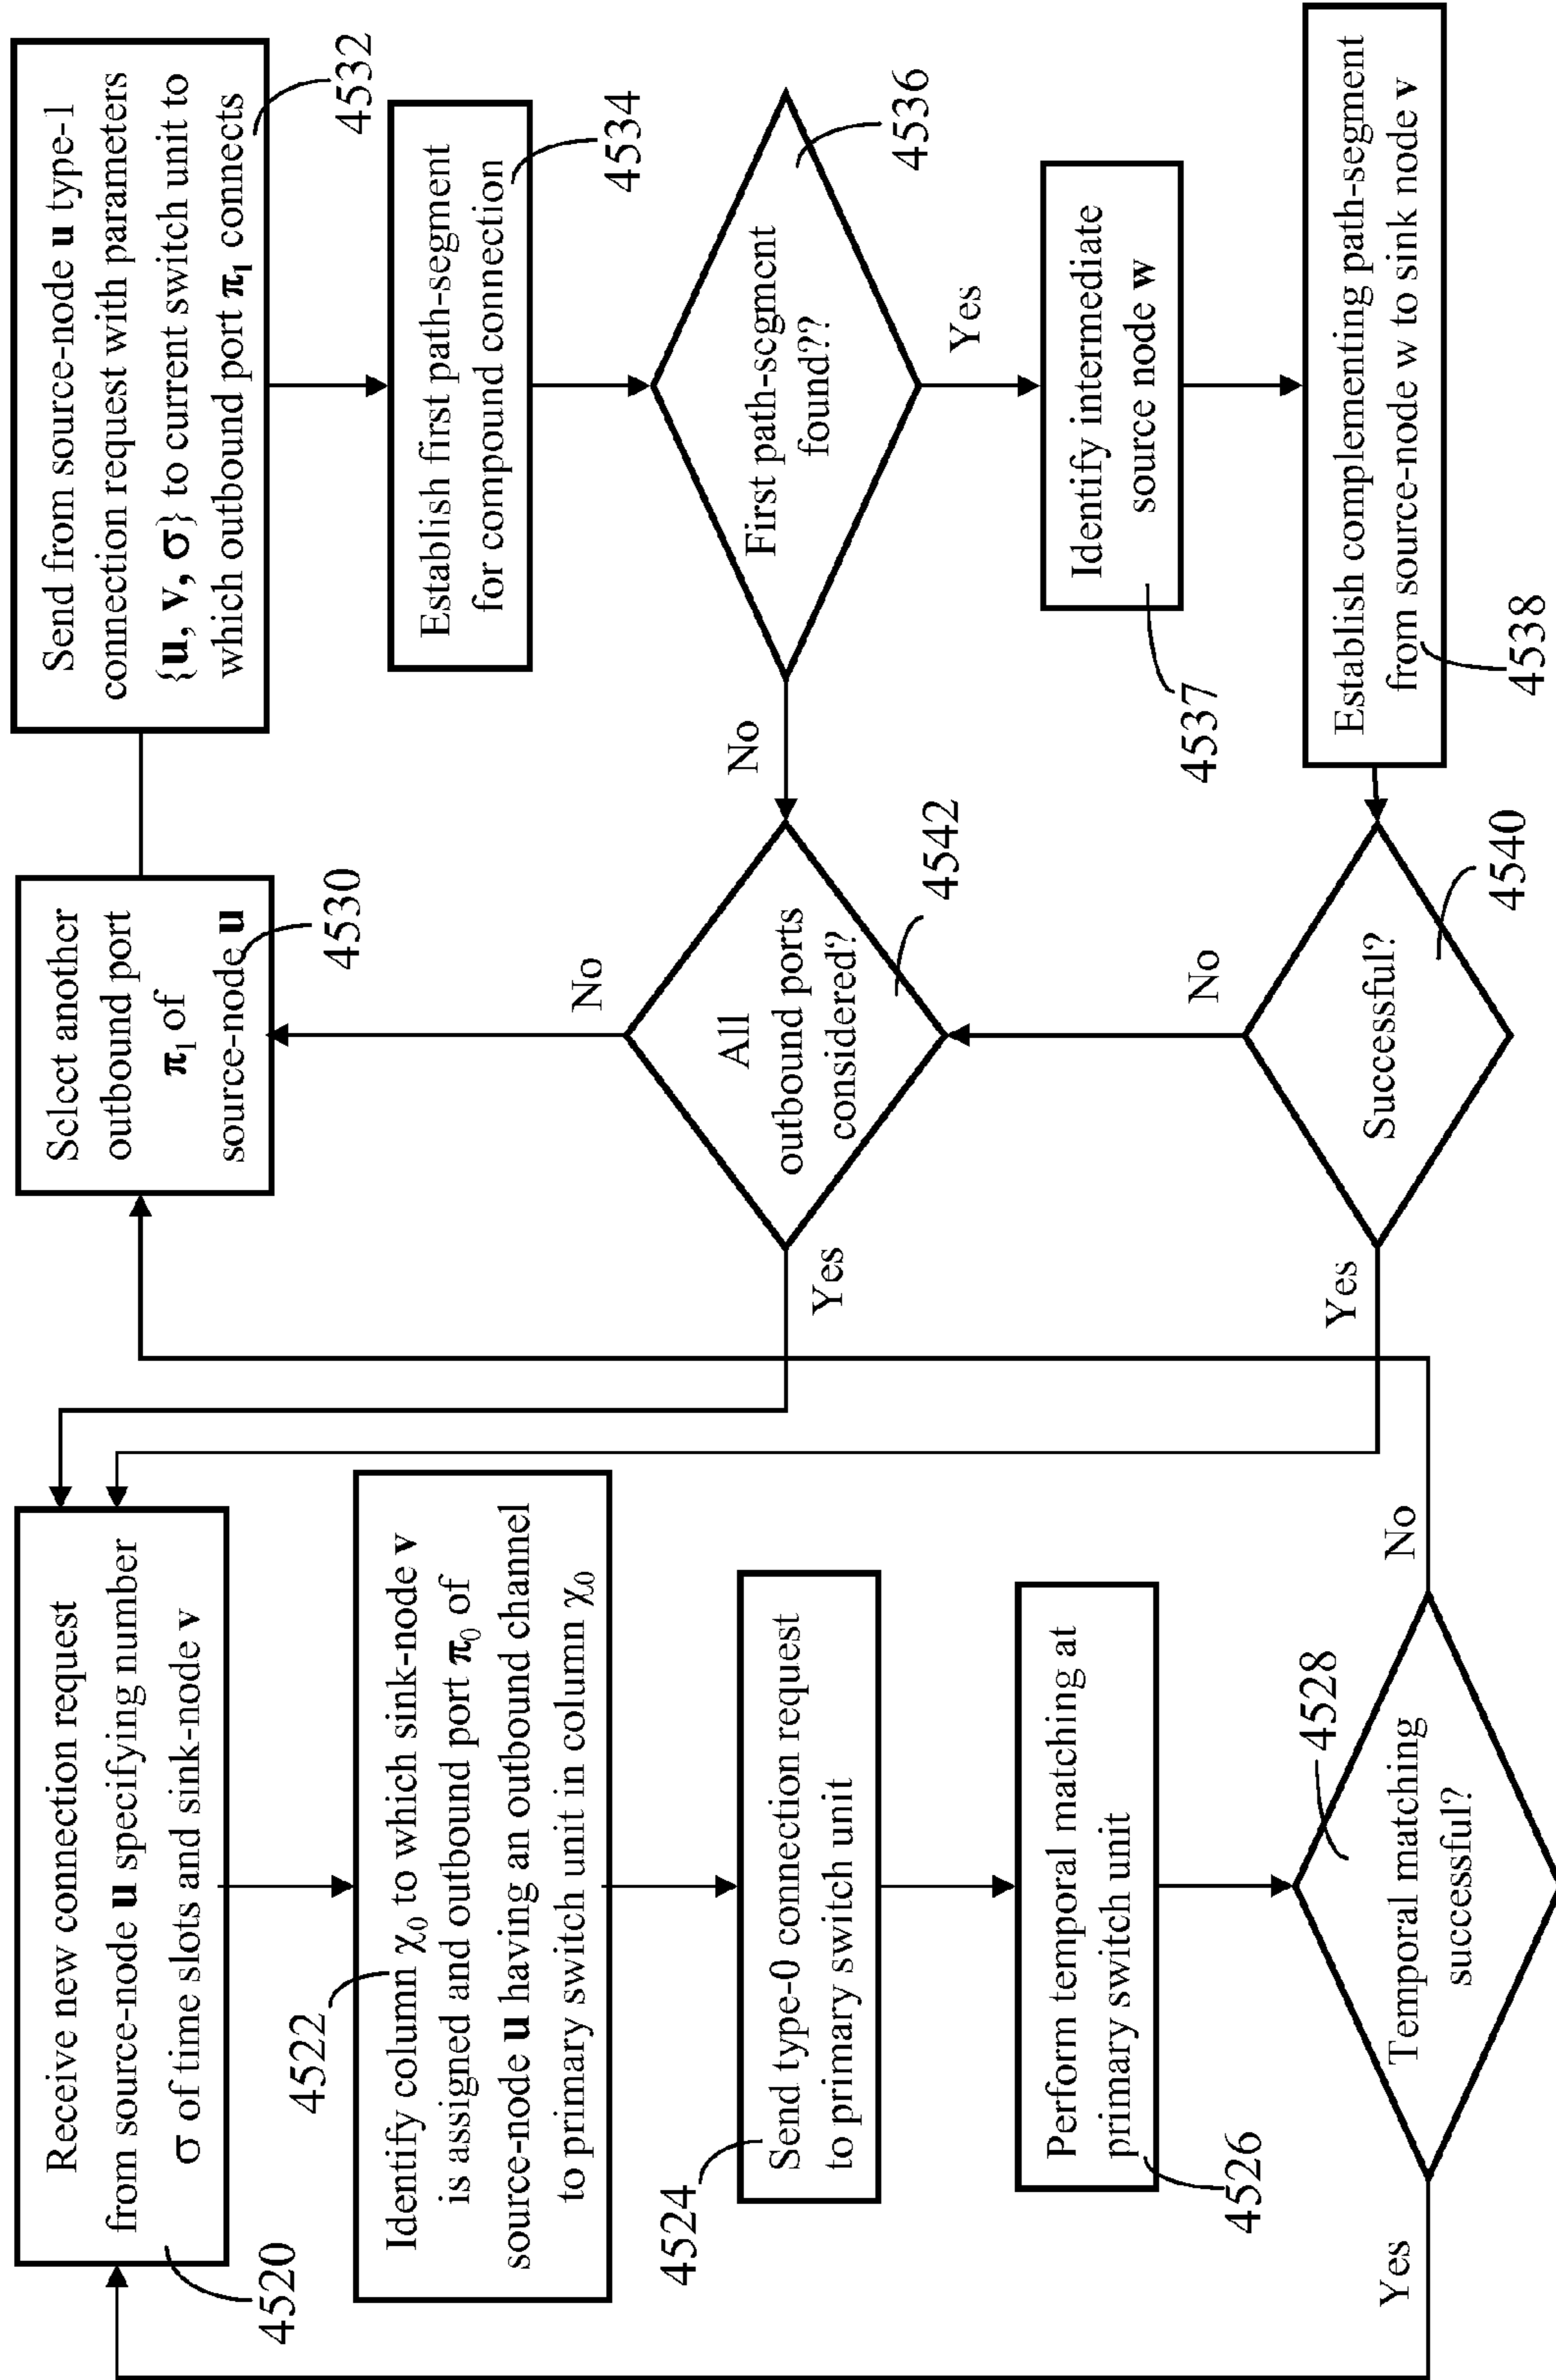 Receive new connection request
from source-node u specifying number
σ of time slots and sink-node v
4520
4522
Identify column χ₀ to which sink-node v
is assigned and outbound port π₀ of
source-node u having an outbound channel
to primary switch unit in column χ₀
4524
Send type-0 connection request
to primary switch unit
Perform temporal matching at
primary switch unit
4526
4528
Temporal matching
successful?
Yes
No
Select another
outbound port
π₁ of
source-node u
4530
No
All
outbound ports
considered?
4542
Yes
No
Successful?
4540
Yes
Send from source-node u type-1
connection request with parameters
{u, v, σ} to current switch unit to
which outbound port π₁ connects
4532
Establish first path-segment
for compound connection
4534
4536
First path-segment
found??
No
Yes
Identify intermediate
source node w
4537
Establish complementing path-segment
from source-node w to sink node v
4538